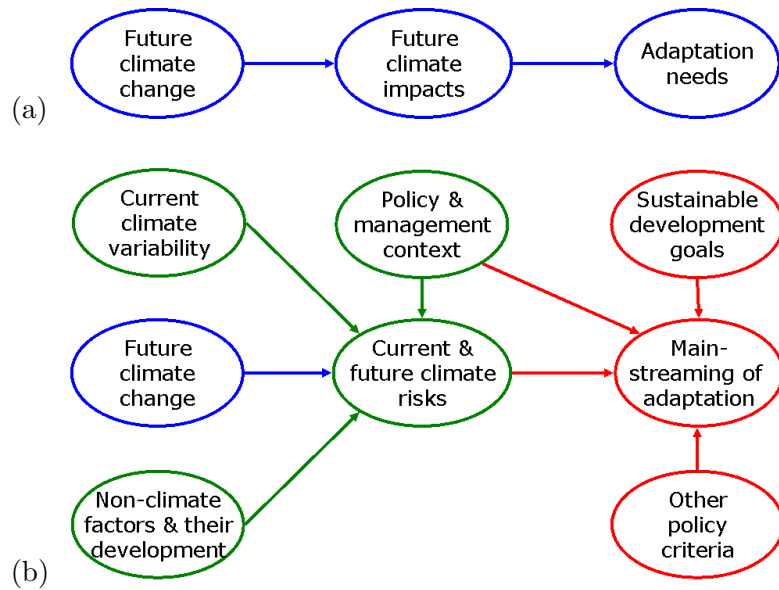 Future
climate
change
Future
climate
impacts
Adaptation
needs
(a)
Current
climate
variability
Policy &
management
context
Sustainable
development
goals
Future
climate
change
Current &
future climate
risks
Main-
streaming of
adaptation
Non-climate
factors & their
development
Other
policy
criteria
(b)